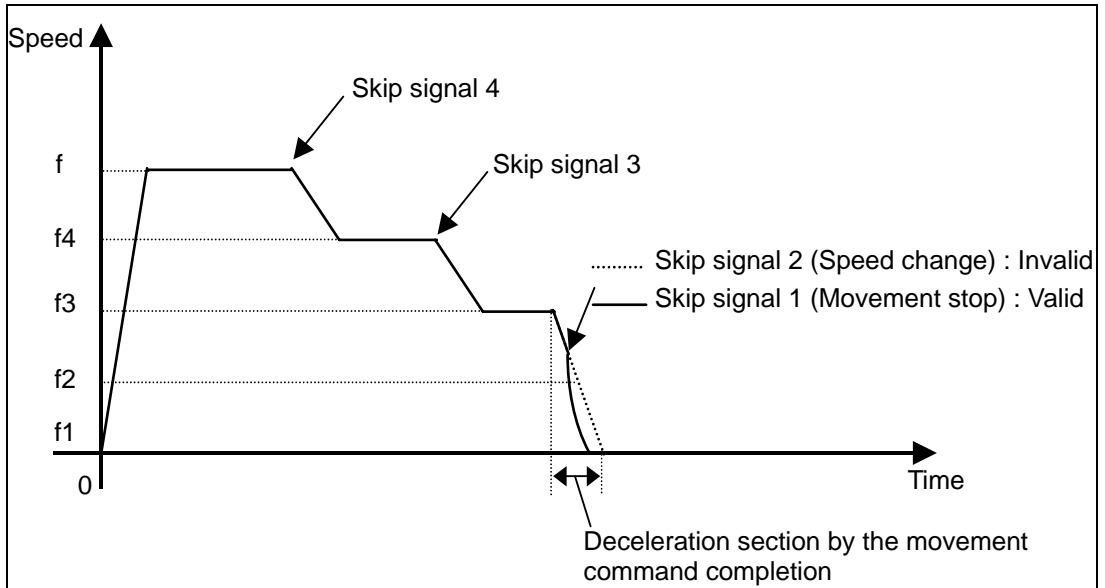 Speed
Skip signal 4
f
Skip signal 3
f4
Skip signal 2 (Speed change) : Invalid
f3
Skip signal 1 (Movement stop) : Valid
f2
f1
0
Time
Deceleration section by the movement
command completion